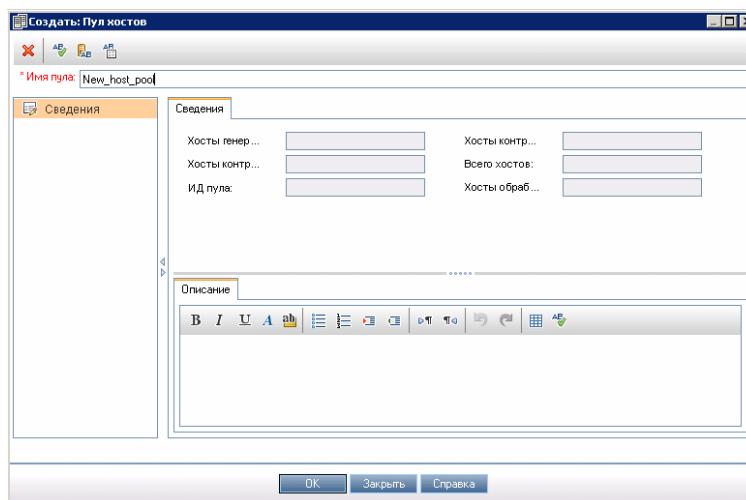 Создать: Пул хостов
* Имя пула: New_host_pool
Сведения
Сведения
Хосты генер... Хосты контр...
Хосты контр... Всего хостов:
ИД пула: Хосты обраб...
Описание
B I U A ab
OK Закрыть Справка